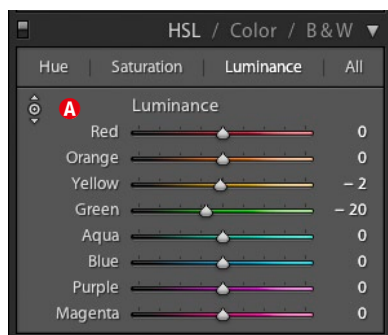 HSL / Color / B&W ▼
Hue | Saturation | Luminance | All
A Luminance
Red 0
Orange 0
Yellow – 2
Green – 20
Aqua 0
Blue 0
Purple 0
Magenta 0